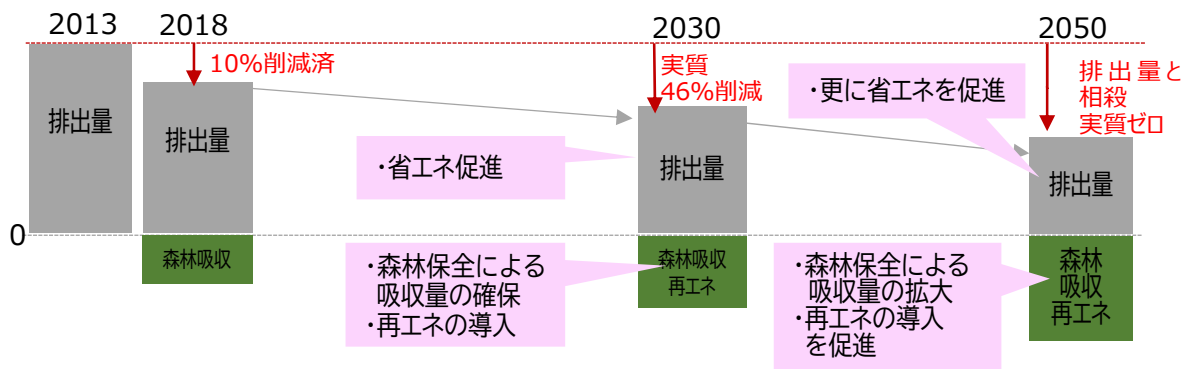 2013
2018
2030
2050
10%削減済
実質
46%削減
・更に省エネを促進
排出量と
相殺
実質ゼロ
排出量
排出量
・省エネ促進
排出量
排出量
0
森林吸収
・森林保全による
吸収量の確保
・再エネの導入
森林吸収
再エネ
・森林保全による
吸収量の拡大
・再エネの導入
を促進
森林
吸収
再エネ